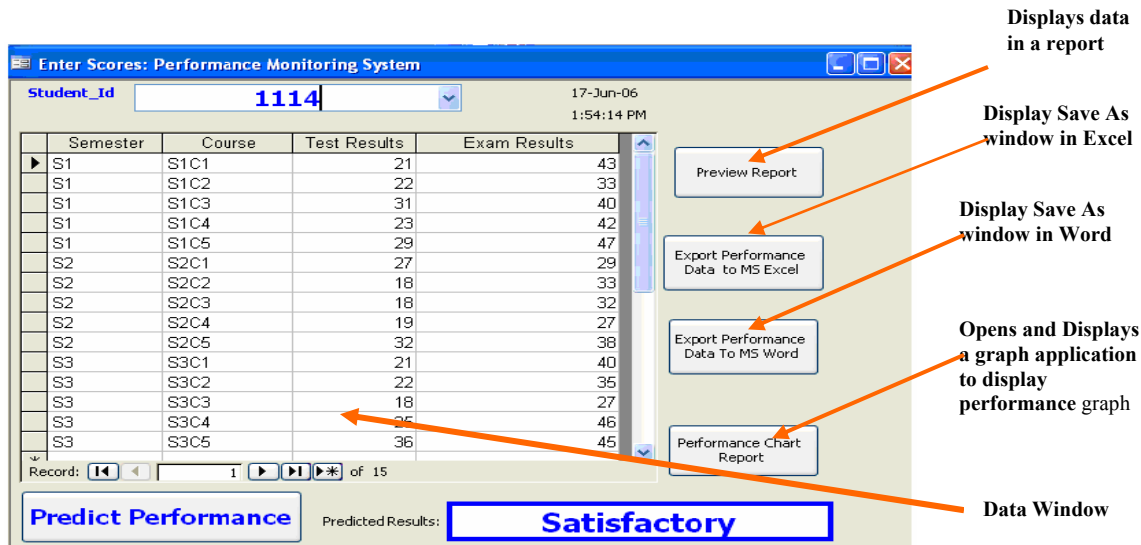 Displays data
in a report
Enter Scores: Performance Monitoring System
Student_Id 1114 17-Jun-06
1:54:14 PM
Display Save As
window in Excel
Semester Course Test Results Exam Results
S1 S1C1 21 43
S1 S1C2 22 33
S1 S1C3 31 40
S1 S1C4 23 42
S1 S1C5 29 47
S2 S2C1 27 29
S2 S2C2 18 33
S2 S2C3 18 32
S2 S2C4 19 27
S2 S2C5 32 38
S3 S3C1 21 40
S3 S3C2 22 35
S3 S3C3 18 27
S3 S3C4 25 46
S3 S3C5 36 45
Record: 1 of 15
Preview Report
Export Performance
Data to MS Excel
Export Performance
Data To MS Word
Performance Chart
Report
Display Save As
window in Word
Opens and Displays
a graph application
to display
performance graph
Data Window
Predict Performance Predicted Results: Satisfactory